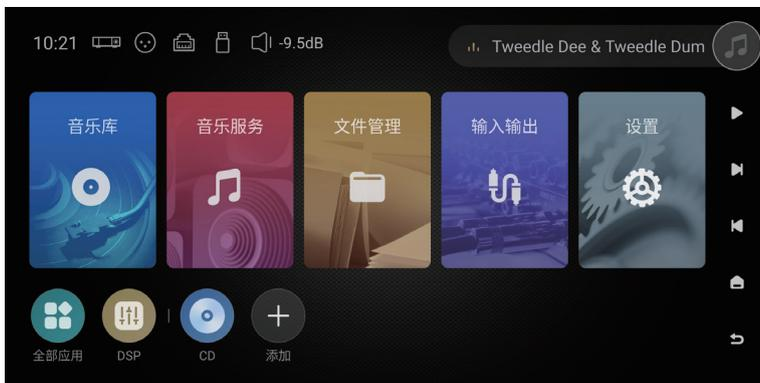 10:21
-9.5dB
Tweedle Dee & Tweedle Dum
音乐库
音乐服务
文件管理
输入输出
设置
全部应用
DSP
CD
添加